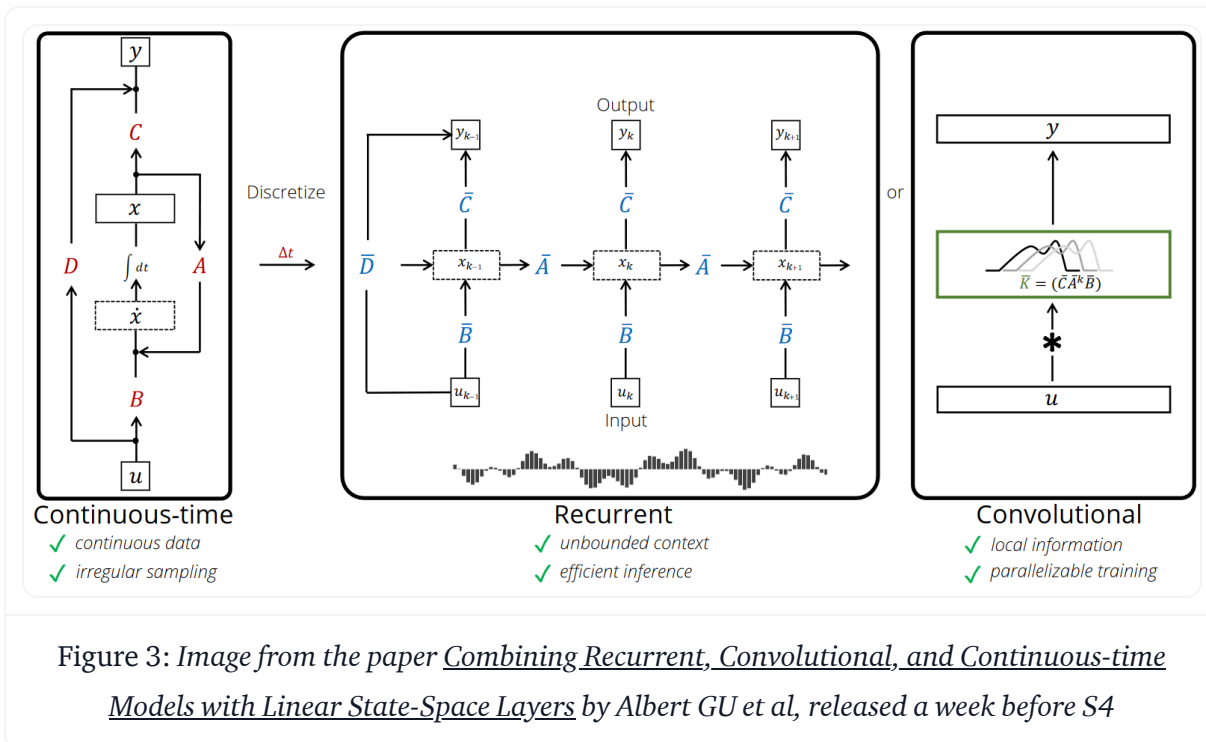 y
C
x
D
∫ dt
A
ẋ
B
u
Continuous-time
✓ continuous data
✓ irregular sampling
Discretize
Δt
Output
y_{k-1} y_k y_{k+1}
C̄ C̄ C̄
D̄ x_{k-1} Ā x_k Ā x_{k+1}
B̄ B̄ B̄
u_{k-1} u_k u_{k+1}
Input
Recurrent
✓ unbounded context
✓ efficient inference
or
y
K̄ = (C̄Ā^kB̄)
*
u
Convolutional
✓ local information
✓ parallelizable training
Figure 3: Image from the paper Combining Recurrent, Convolutional, and Continuous-time
Models with Linear State-Space Layers by Albert GU et al, released a week before S4